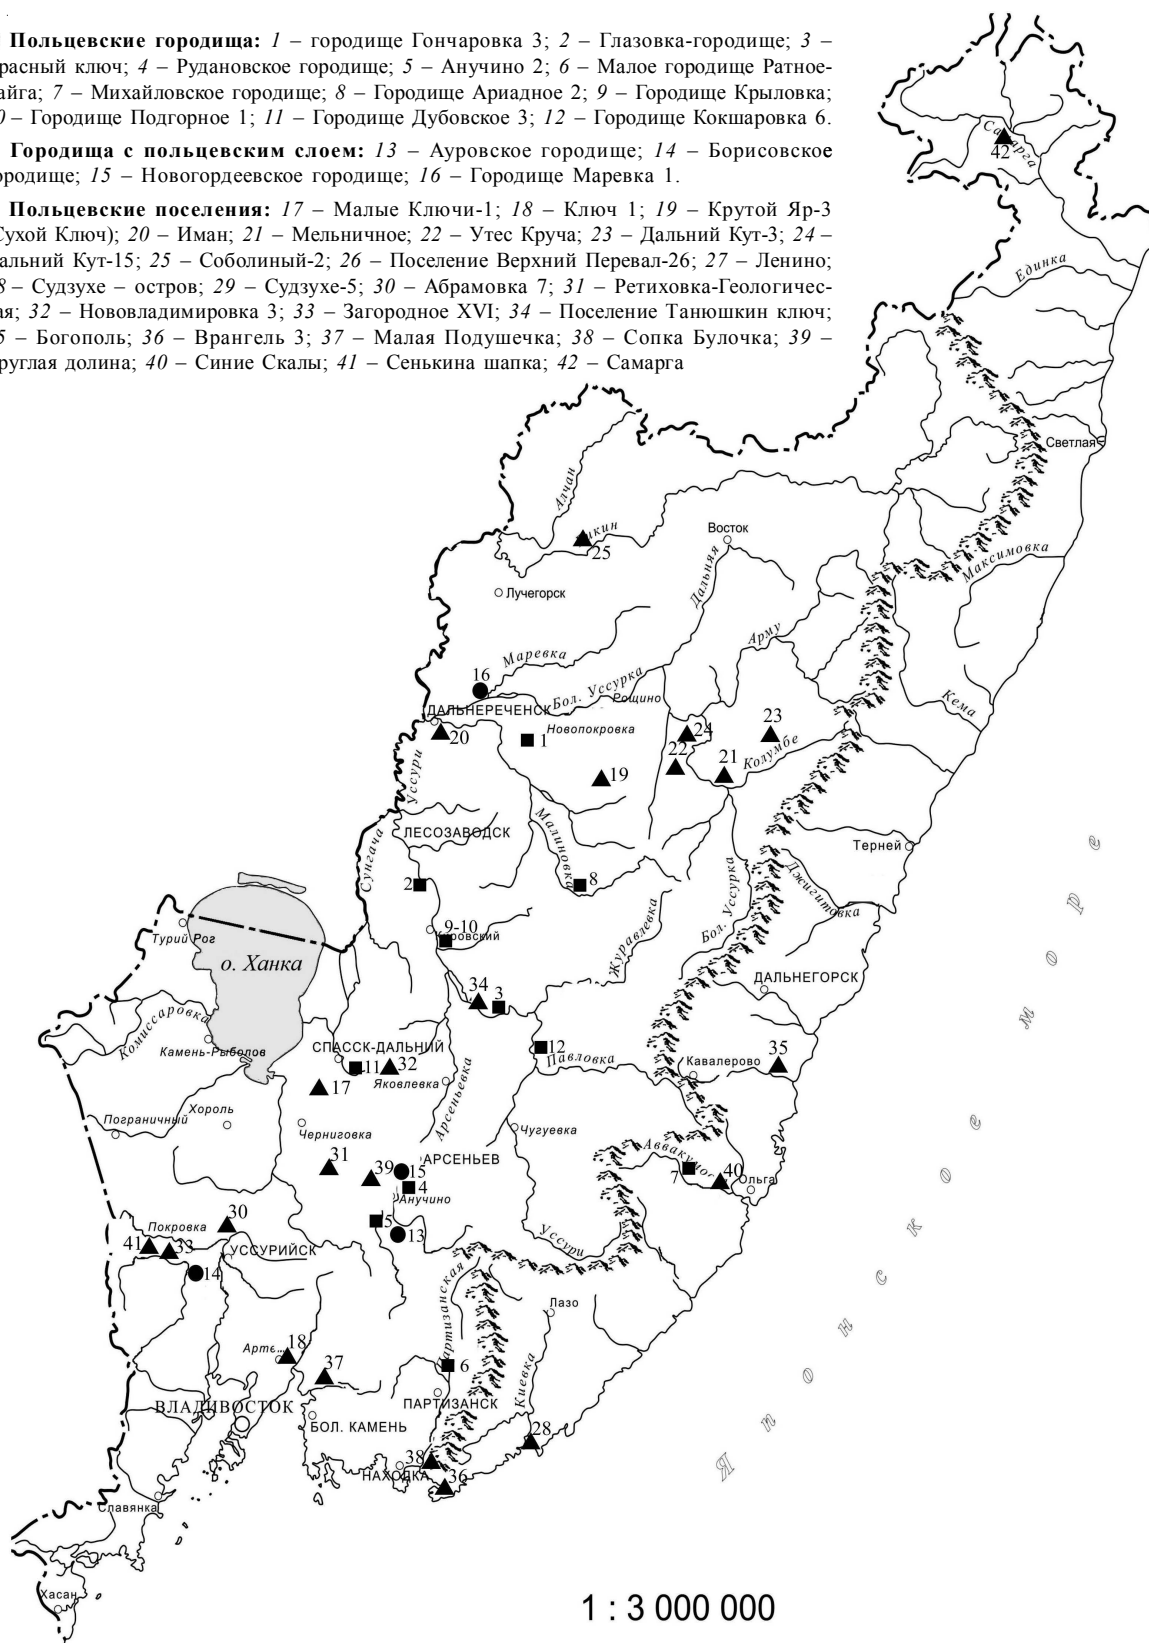 Польцевские городища: 1 – городище Гончаровка 3; 2 – Глазовка-городище; 3 –
расный ключ; 4 – Рудановское городище; 5 – Анучино 2; 6 – Малое городище Ратное-
айга; 7 – Михайловское городище; 8 – Городище Ариадное 2; 9 – Городище Крыловка;
0 – Городище Подгорное 1; 11 – Городище Дубовское 3; 12 – Городище Кокшаровка 6.
Городища с польцевским слоем: 13 – Ауровское городище; 14 – Борисовское
ородище; 15 – Новогордеевское городище; 16 – Городище Маревка 1.
Польцевские поселения: 17 – Малые Ключи-1; 18 – Ключ 1; 19 – Крутой Яр-3
Сухой Ключ); 20 – Иман; 21 – Мельничное; 22 – Утес Круча; 23 – Дальний Кут-3; 24 –
альний Кут-15; 25 – Соболиный-2; 26 – Поселение Верхний Перевал-26; 27 – Ленино;
8 – Судзухе – остров; 29 – Судзухе-5; 30 – Абрамовка 7; 31 – Ретиховка-Геологичес-
ая; 32 – Нововладимировка 3; 33 – Загородное XVI; 34 – Поселение Танюшкин ключ;
5 – Богополь; 36 – Врангель 3; 37 – Малая Подушечка; 38 – Сопка Булочка; 39 –
руглая долина; 40 – Синие Скалы; 41 – Сенькина шапка; 42 – Самарга
42
Единка
Светлая
Алчан
25
Восток
Максимовка
Лучегорск
Дальняя
Арму
Маревка
16
Бол. Уссурка
Рощино
Кема
ДАЛЬНЕРЕЧЕНСК
Новопокровка
20
1
24
23
22
21
Колумбе
19
Уссури
ЛЕСОЗАВОДСК
Малиновка
Терней
Сунгача
2
8
Бол. Уссурка
Джигитовка
Журавлевка
9-10
Турий Рог
о. Ханка
ДАЛЬНЕГОРСК
34
3
Комиссаровка
Камень-Рыболов
СПАССК-ДАЛЬНИЙ
12
Павловка
35
Кавалерово
11
32
Яковлевка
17
Арсеньевка
Хороль
Пограничный
Черниговка
Чугуевка
31
39
15
АРСЕНЬЕВ
4
Анучино
7
40
Ольга
30
Покровка
5
13
Уссури
41
33
УССУРИЙСК
14
Партизанская
Лазо
18
37
6
Киевка
ПАРТИЗАНСК
ВЛАДИВОСТОК
БОЛ. КАМЕНЬ
28
38
НАХОДКА
36
Славянка
Хасан
Японское море
1 : 3 000 000